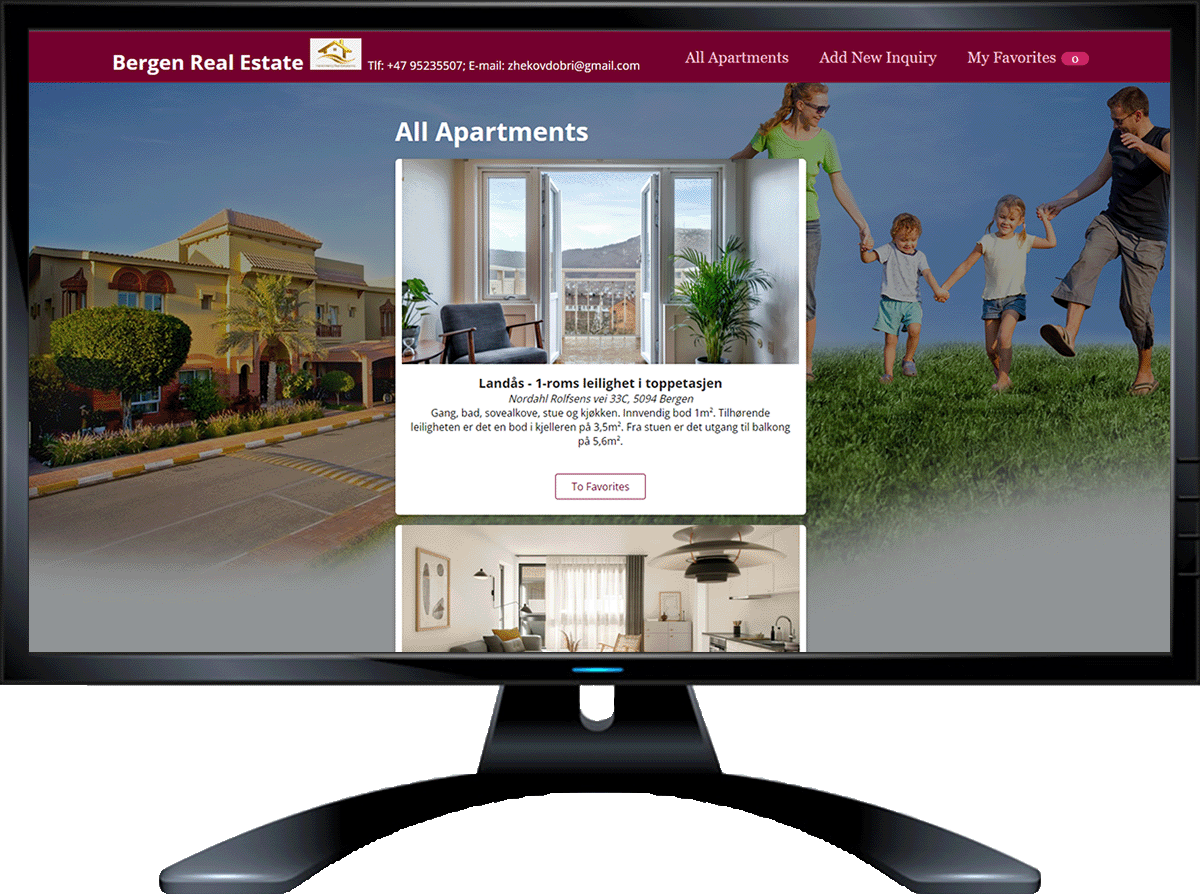 Bergen Real Estate
Tlf: +47 95235507; E-mail: zhekovdobri@gmail.com
All Apartments
Add New Inquiry
My Favorites 0
All Apartments
Landås - 1-roms leilighet i toppetasjen
Nordahl Rolfsens vei 33C, 5094 Bergen
Gang, bad, sovealkove, stue og kjøkken. Innvendig bod 1m². Tilhørende
leiligheten er det en bod i kjelleren på 3,5m². Fra stuen er det utgang til balkong
på 5,6m².
To Favorites